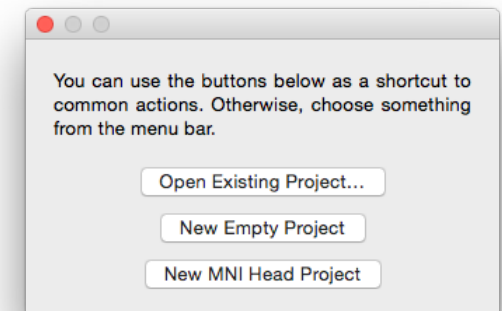 You can use the buttons below as a shortcut to
common actions. Otherwise, choose something
from the menu bar.
Open Existing Project...
New Empty Project
New MNI Head Project